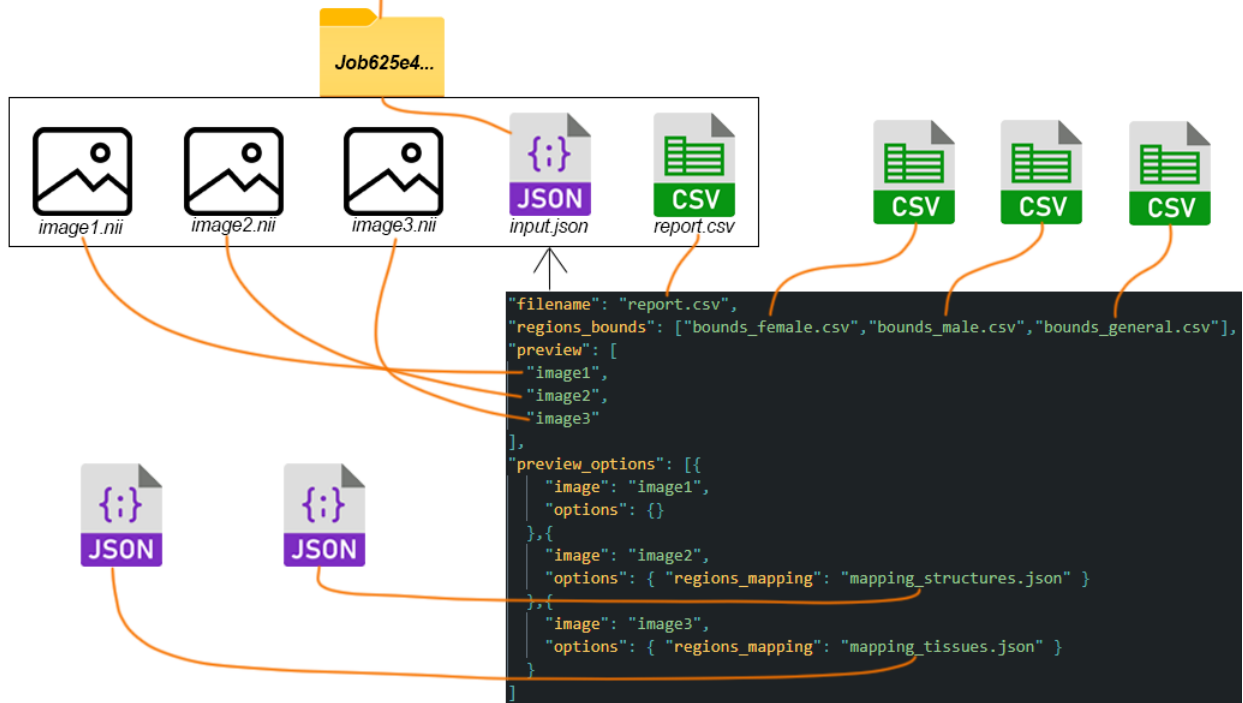 Job625e4...
JSON
CSV
image1.nii
image2.nii
image3.nii
input.json
report.csv
CSV
CSV
CSV
"filename": "report.csv",
"regions_bounds": ["bounds_female.csv","bounds_male.csv","bounds_general.csv"],
"preview": [
"image1",
"image2",
"image3"
],
"preview_options": [{
"image": "image1",
"options": {}
},{
"image": "image2",
"options": { "regions_mapping": "mapping_structures.json" }
},{
"image": "image3",
"options": { "regions_mapping": "mapping_tissues.json" }
}
]
{;}
JSON
{;}
JSON
{;}